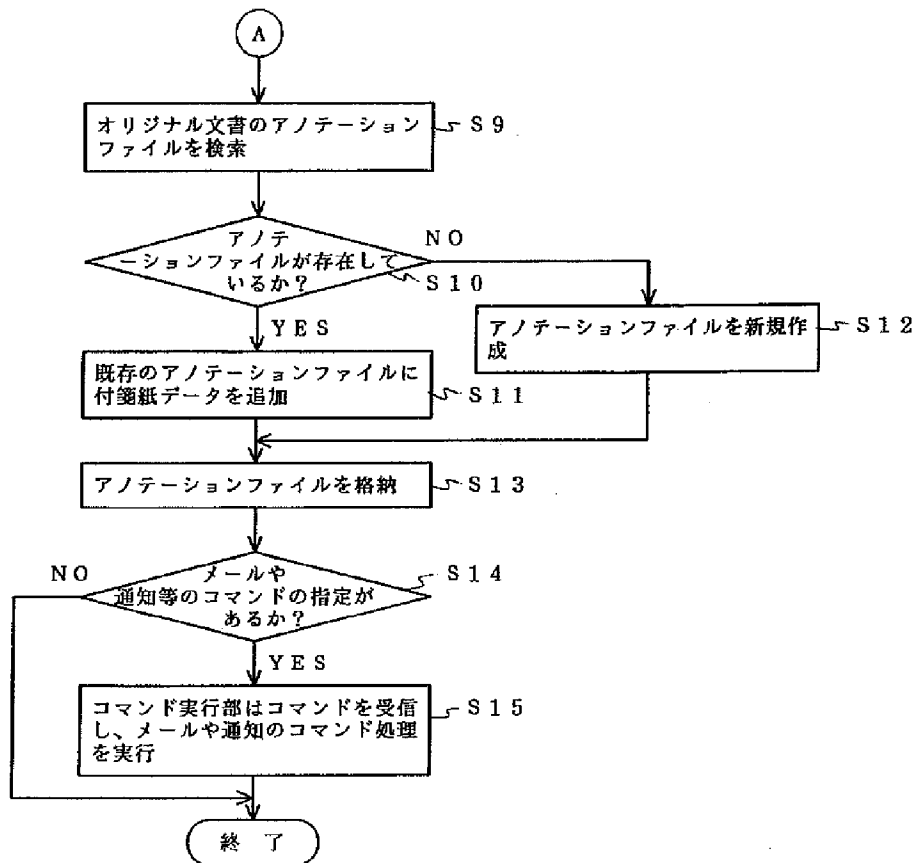 A
オリジナル文書のアノテーション
ファイルを検索
S9
アノテ
ーションファイルが存在して
いるか?
NO
S10
YES
アノテーションファイルを新規作
成
S12
既存のアノテーションファイルに
付箋紙データを追加
S11
アノテーションファイルを格納
S13
NO
メールや
通知等のコマンドの指定が
あるか?
S14
YES
コマンド実行部はコマンドを受信
し、メールや通知のコマンド処理
を実行
S15
終 了